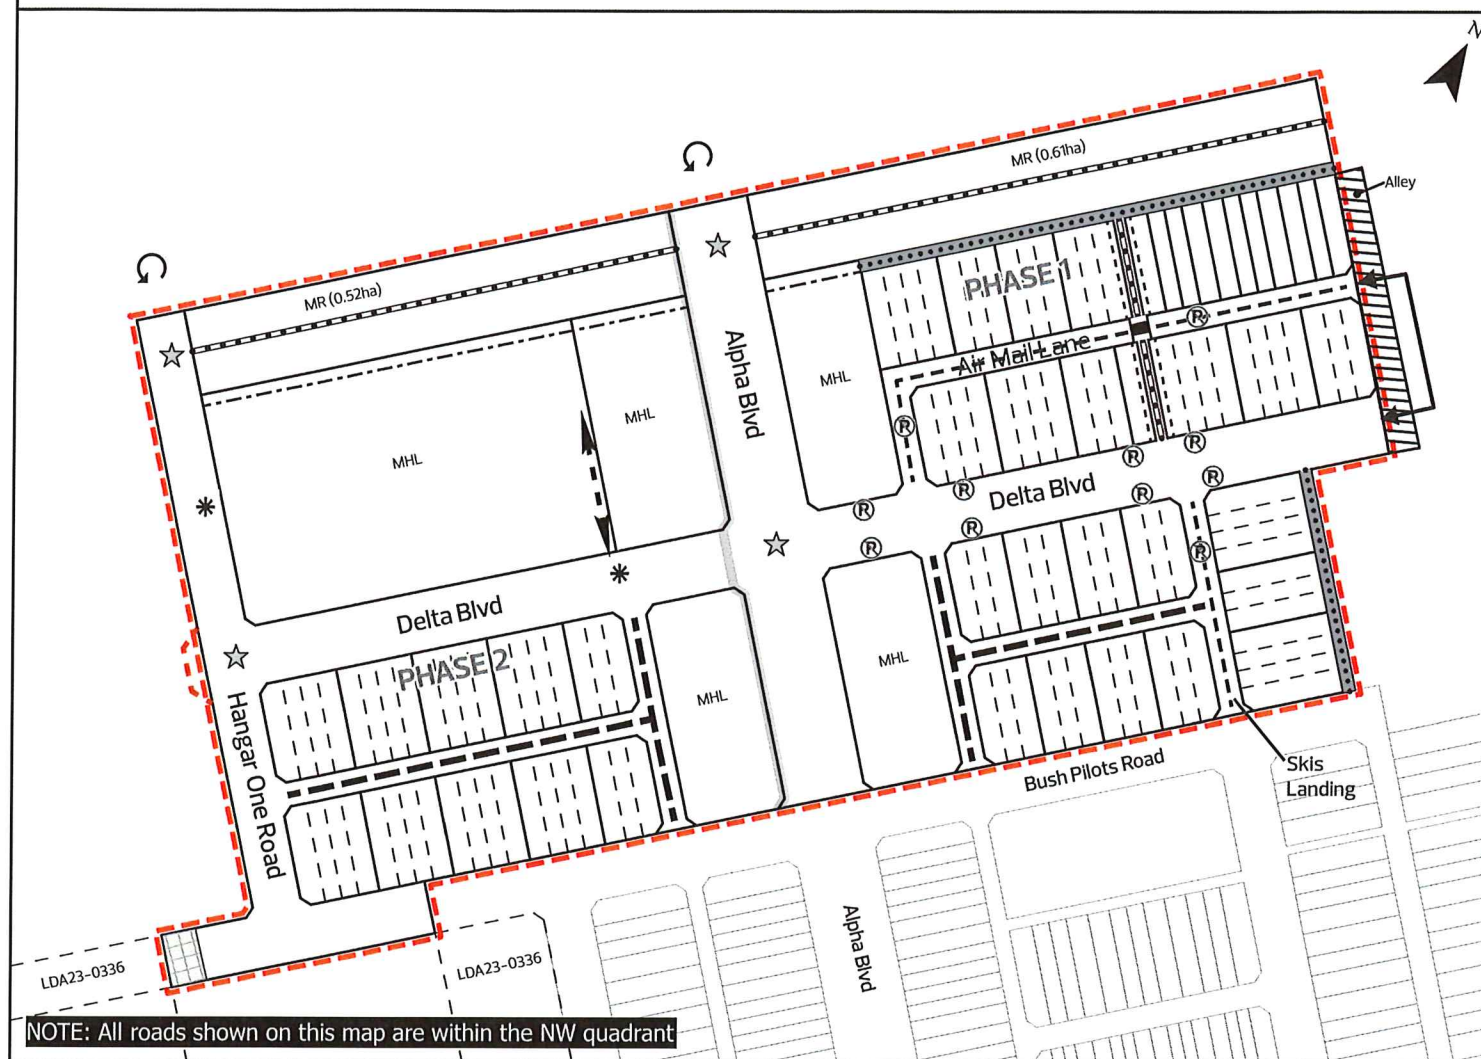 N
MR (0.61ha)
Alley
MR (0.52ha)
PHASE 1
Air Mail Lane
R
Alpha Blvd
MHL
MHL
MHL
R
R
R
R
Delta Blvd
R
R
R
R
R
R
R
Delta Blvd
PHASE 2
MHL
MHL
Hangar One Road
Bush Pilots Road
Skis
Landing
Alpha Blvd
LDA23-0336
LDA23-0336
NOTE: All roads shown on this map are within the NW quadrant